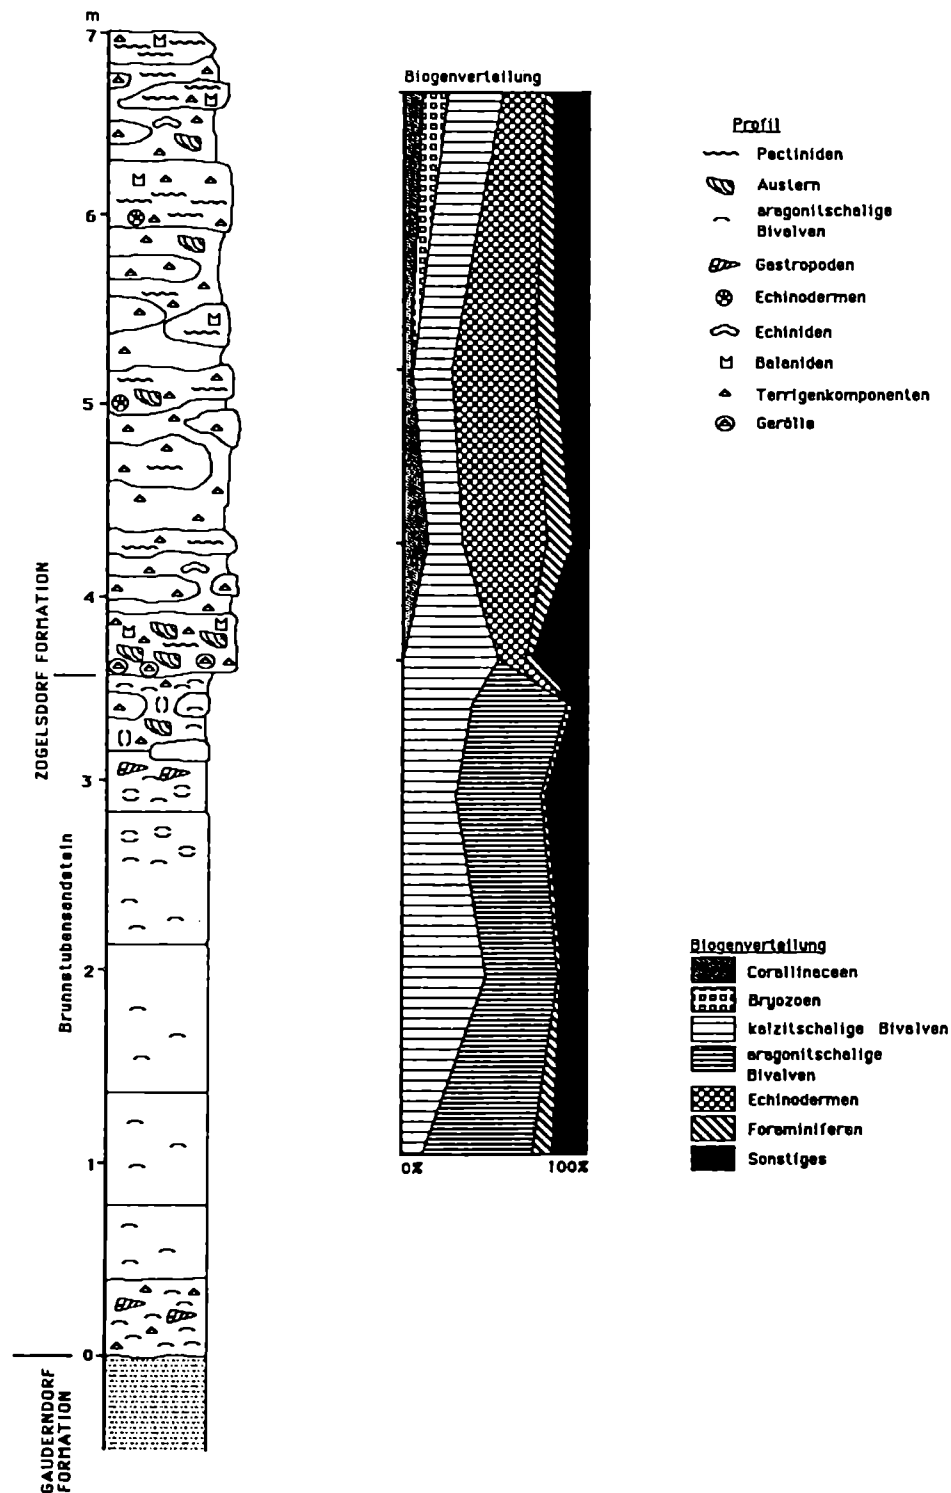 m
7
6
5
4
3
2
1
0
ZOGELSDORF FORMATION
Brunnstubensandstein
GAUDERNDORF
FORMATION
Biogenverteilung
0%
100%
Profil
Pectiniden
Austern
aragonitschalige
Bivalven
Gastropoden
Echinodermen
Echiniden
Balaniden
Terrigenkomponenten
Gerölle
Biogenverteilung
Corallinaceen
Bryozoen
kalzitschalige Bivalven
aragonitschalige
Bivalven
Echinodermen
Foraminiferen
Sonstiges